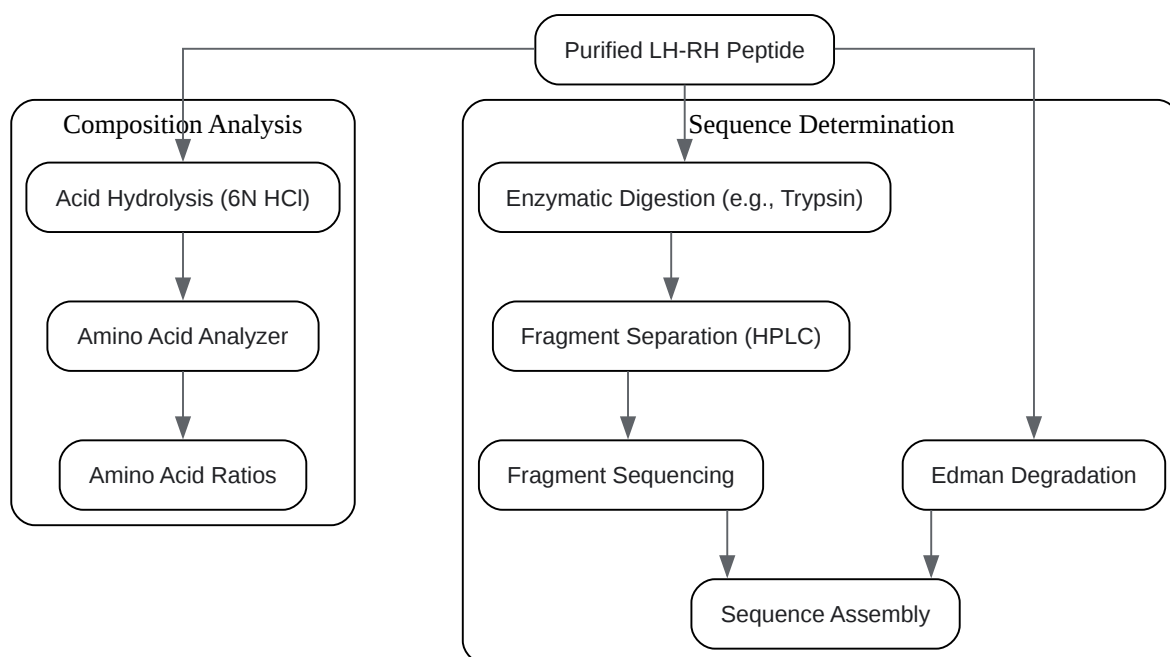 Purified LH-RH Peptide
Composition Analysis
Sequence Determination
Acid Hydrolysis (6N HCl)
Enzymatic Digestion (e.g., Trypsin)
Amino Acid Analyzer
Fragment Separation (HPLC)
Amino Acid Ratios
Fragment Sequencing
Edman Degradation
Sequence Assembly